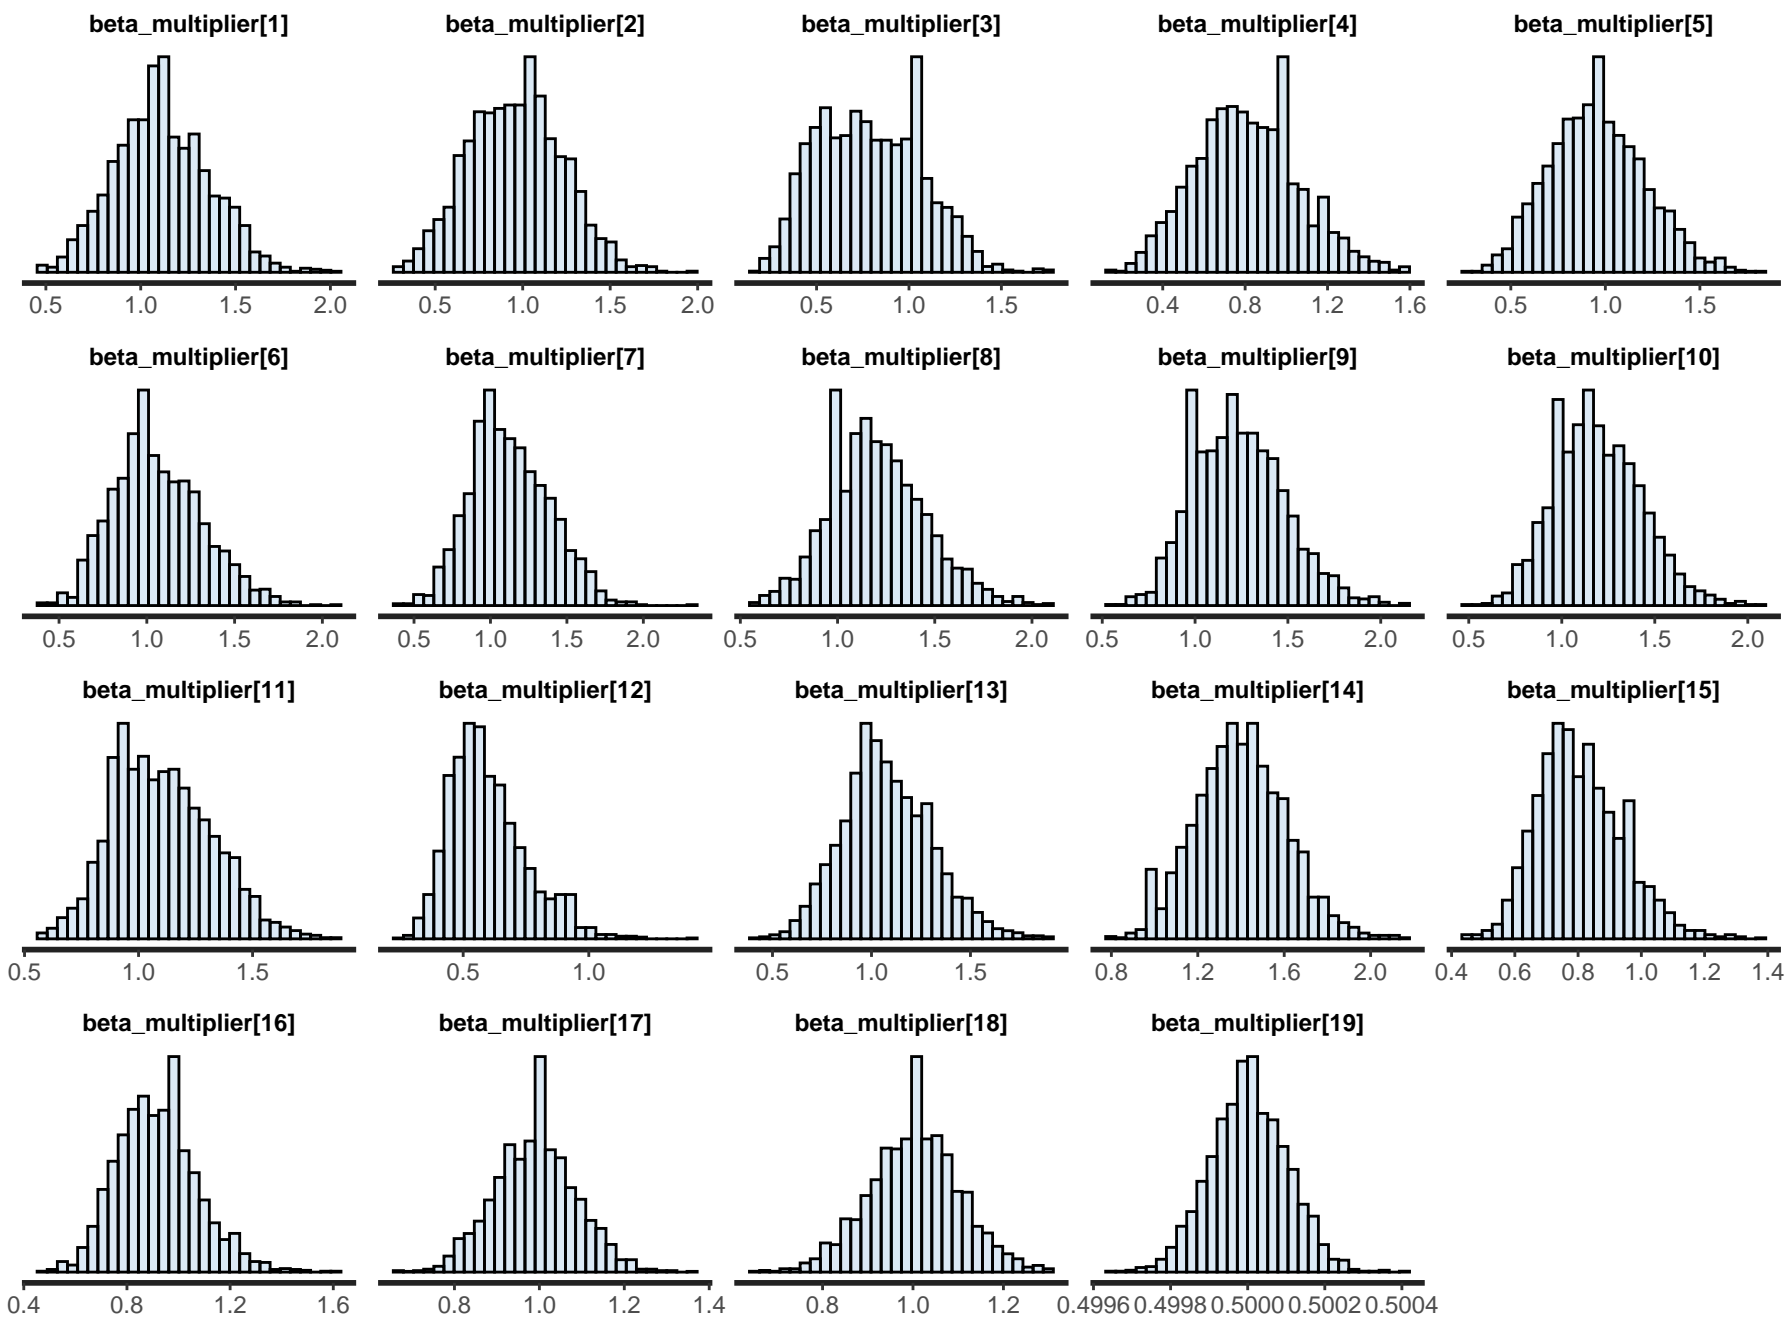 beta_multiplier[1] beta_multiplier[2] beta_multiplier[3] beta_multiplier[4] beta_multiplier[5]
0.5 1.0 1.5 2.0 0.5 1.0 1.5 2.0 0.5 1.0 1.5 0.4 0.8 1.2 1.6 0.5 1.0 1.5
beta_multiplier[6] beta_multiplier[7] beta_multiplier[8] beta_multiplier[9] beta_multiplier[10]
0.5 1.0 1.5 2.0 0.5 1.0 1.5 2.0 0.5 1.0 1.5 2.0 0.5 1.0 1.5 2.0 0.5 1.0 1.5 2.0
beta_multiplier[11] beta_multiplier[12] beta_multiplier[13] beta_multiplier[14] beta_multiplier[15]
0.5 1.0 1.5 0.5 1.0 0.5 1.0 1.5 0.8 1.2 1.6 2.0 0.4 0.6 0.8 1.0 1.2 1.4
beta_multiplier[16] beta_multiplier[17] beta_multiplier[18] beta_multiplier[19]
0.4 0.8 1.2 1.6 0.8 1.0 1.2 1.4 0.8 1.0 1.2 0.4996 0.4998 0.5000 0.5002 0.5004